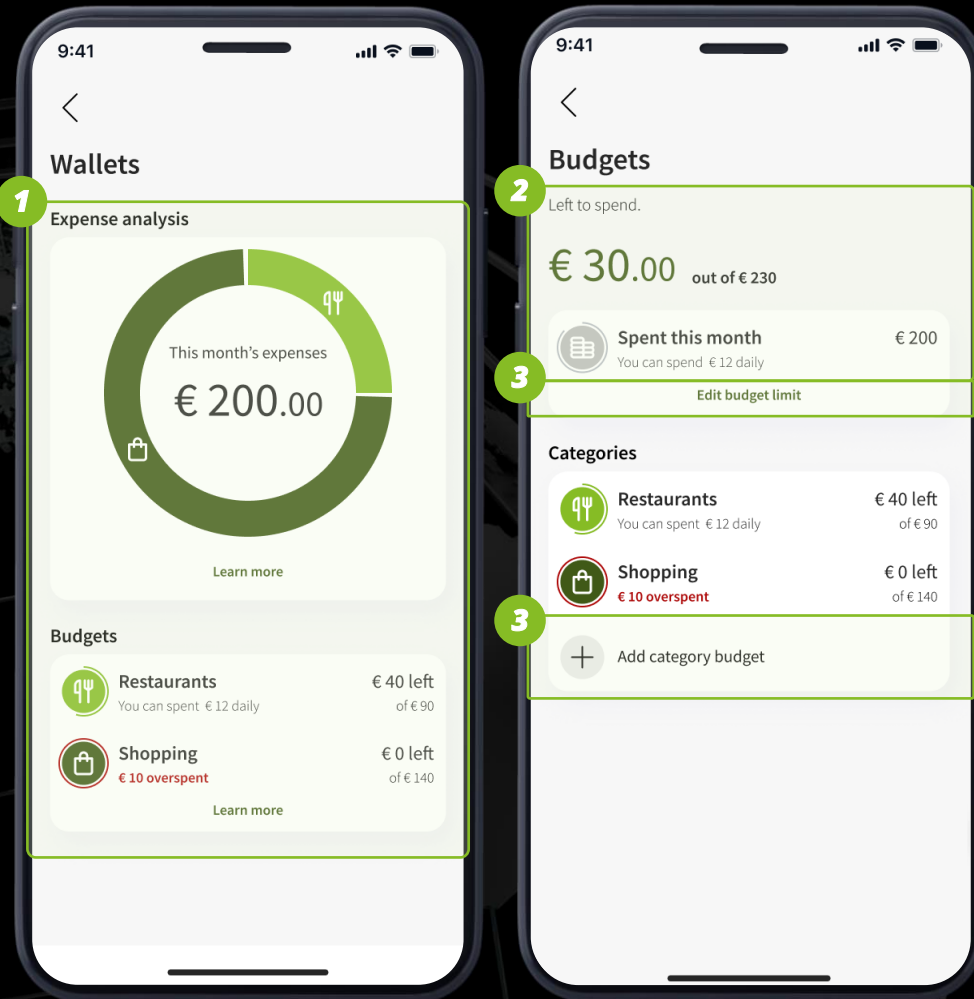 9:41
Wallets
1
Expense analysis
This month's expenses
€ 200.00
Learn more
Budgets
Restaurants
€ 40 left
You can spent € 12 daily
of € 90
Shopping
€ 0 left
€ 10 overspent
of € 140
Learn more
9:41
Budgets
2
Left to spend.
€ 30.00 out of € 230
Spent this month
€ 200
You can spend € 12 daily
3
Edit budget limit
Categories
Restaurants
€ 40 left
You can spent € 12 daily
of € 90
Shopping
€ 0 left
€ 10 overspent
of € 140
3
Add category budget